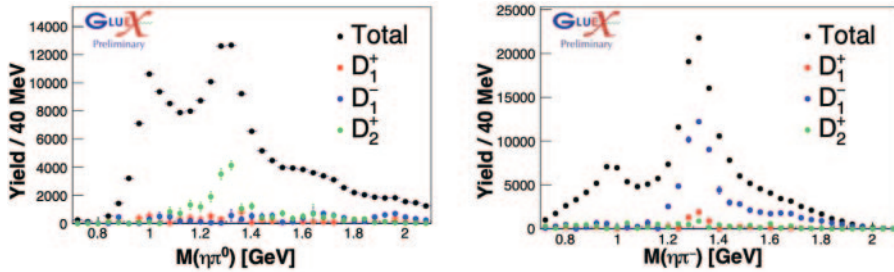 GLUEX
Preliminary
Total
D₁⁺
D₁⁻
D₂⁺
Yield / 40 MeV
14000
12000
10000
8000
6000
4000
2000
0
0.8 1 1.2 1.4 1.6 1.8 2
M(ηπ⁰) [GeV]
GLUEX
Preliminary
Total
D₁⁺
D₁⁻
D₂⁺
Yield / 40 MeV
25000
20000
15000
10000
5000
0
0.8 1 1.2 1.4 1.6 1.8 2
M(ηπ⁻) [GeV]